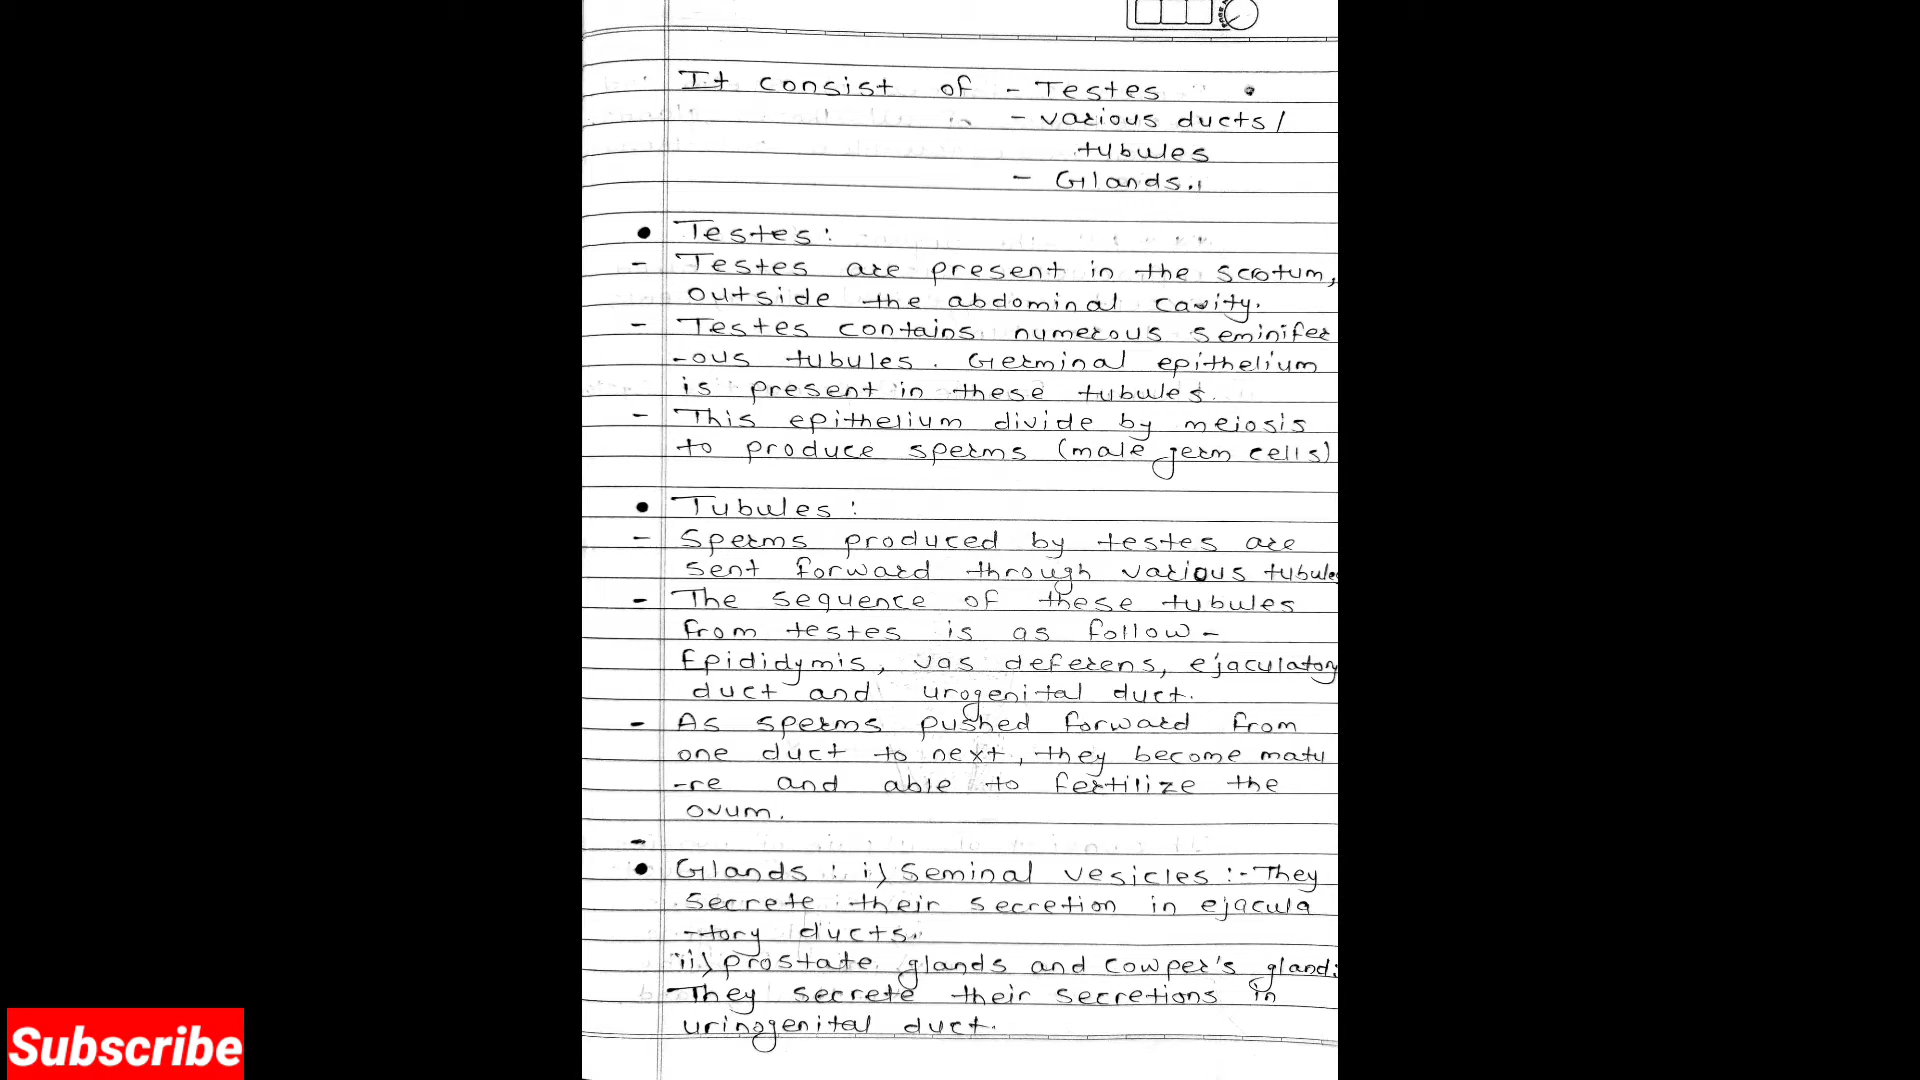 It consist of - Testes
- various ducts/
tubules
- Glands.
• Testes:
- Testes are present in the scrotum,
outside the abdominal cavity.
- Testes contains numerous seminifer
-ous tubules. Germinal epithelium
is present in these tubules.
- This epithelium divide by meiosis
to produce sperms (male germ cells)
• Tubules:
- Sperms produced by testes are
sent forward through various tubules
- The sequence of these tubules
from testes is as follow -
Epididymis, vas deferens, ejaculatory
duct and urogenital duct.
- As sperms pushed forward from
one duct to next, they become matu
-re and able to fertilize the
ovum.
-
• Glands: i) Seminal vesicles :- They
secrete their secretion in ejacula
-tory ducts.
ii) prostate glands and cowper's gland:
They secrete their secretions in
urinogenital duct.
Subscribe